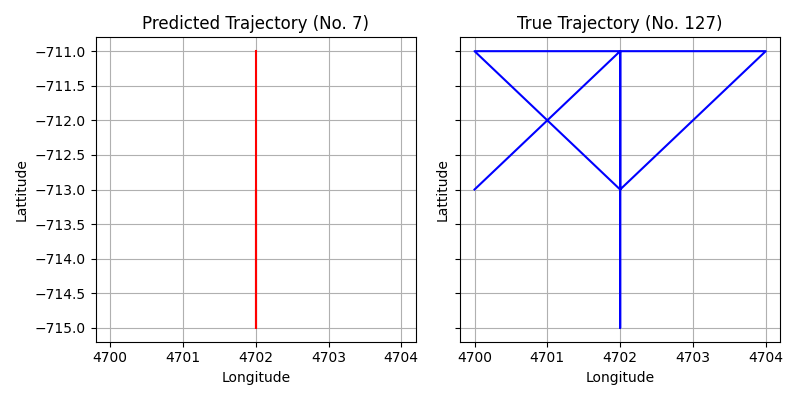 Predicted Trajectory (No. 7)
True Trajectory (No. 127)
−711.0
−711.5
−712.0
−712.5
−713.0
−713.5
−714.0
−714.5
−715.0
Lattitude
Lattitude
4700 4701 4702 4703 4704
4700 4701 4702 4703 4704
Longitude
Longitude